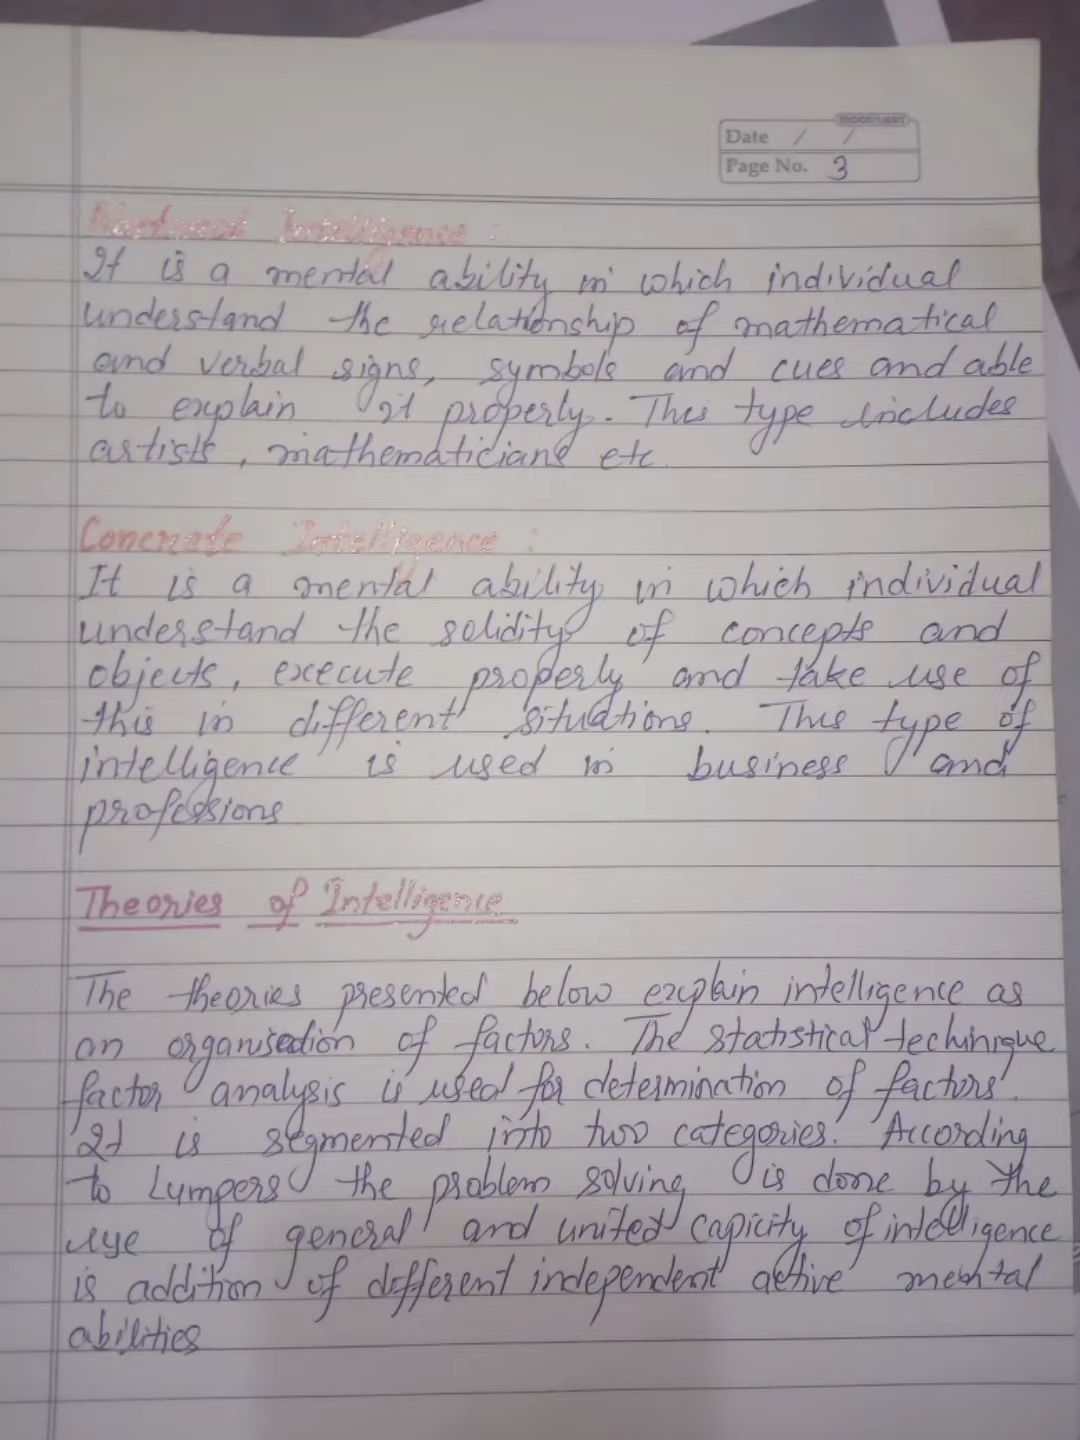 MOONLIGHT
Date / /
Page No. 3
Intelligence :
It is a mental ability in which individual
understand the relationship of mathematical
and verbal signs, symbols and cues and able
to explain it properly. This type includes
artists, mathematicians etc.
Concrete Intelligence :
It is a mental ability in which individual
understand the solidity of concepts and
objects, execute properly and take use of
this in different situations. This type of
intelligence is used in business and
professions
Theories of Intelligence
The theories presented below explain intelligence as
an organisation of factors. The statistical techinique
factor analysis is used for determination of factors.
It is segmented into two categories. According
to Lumpers the problem solving is done by the
of general and united capicity of intelligence
is addition of different independent active mental
abilities